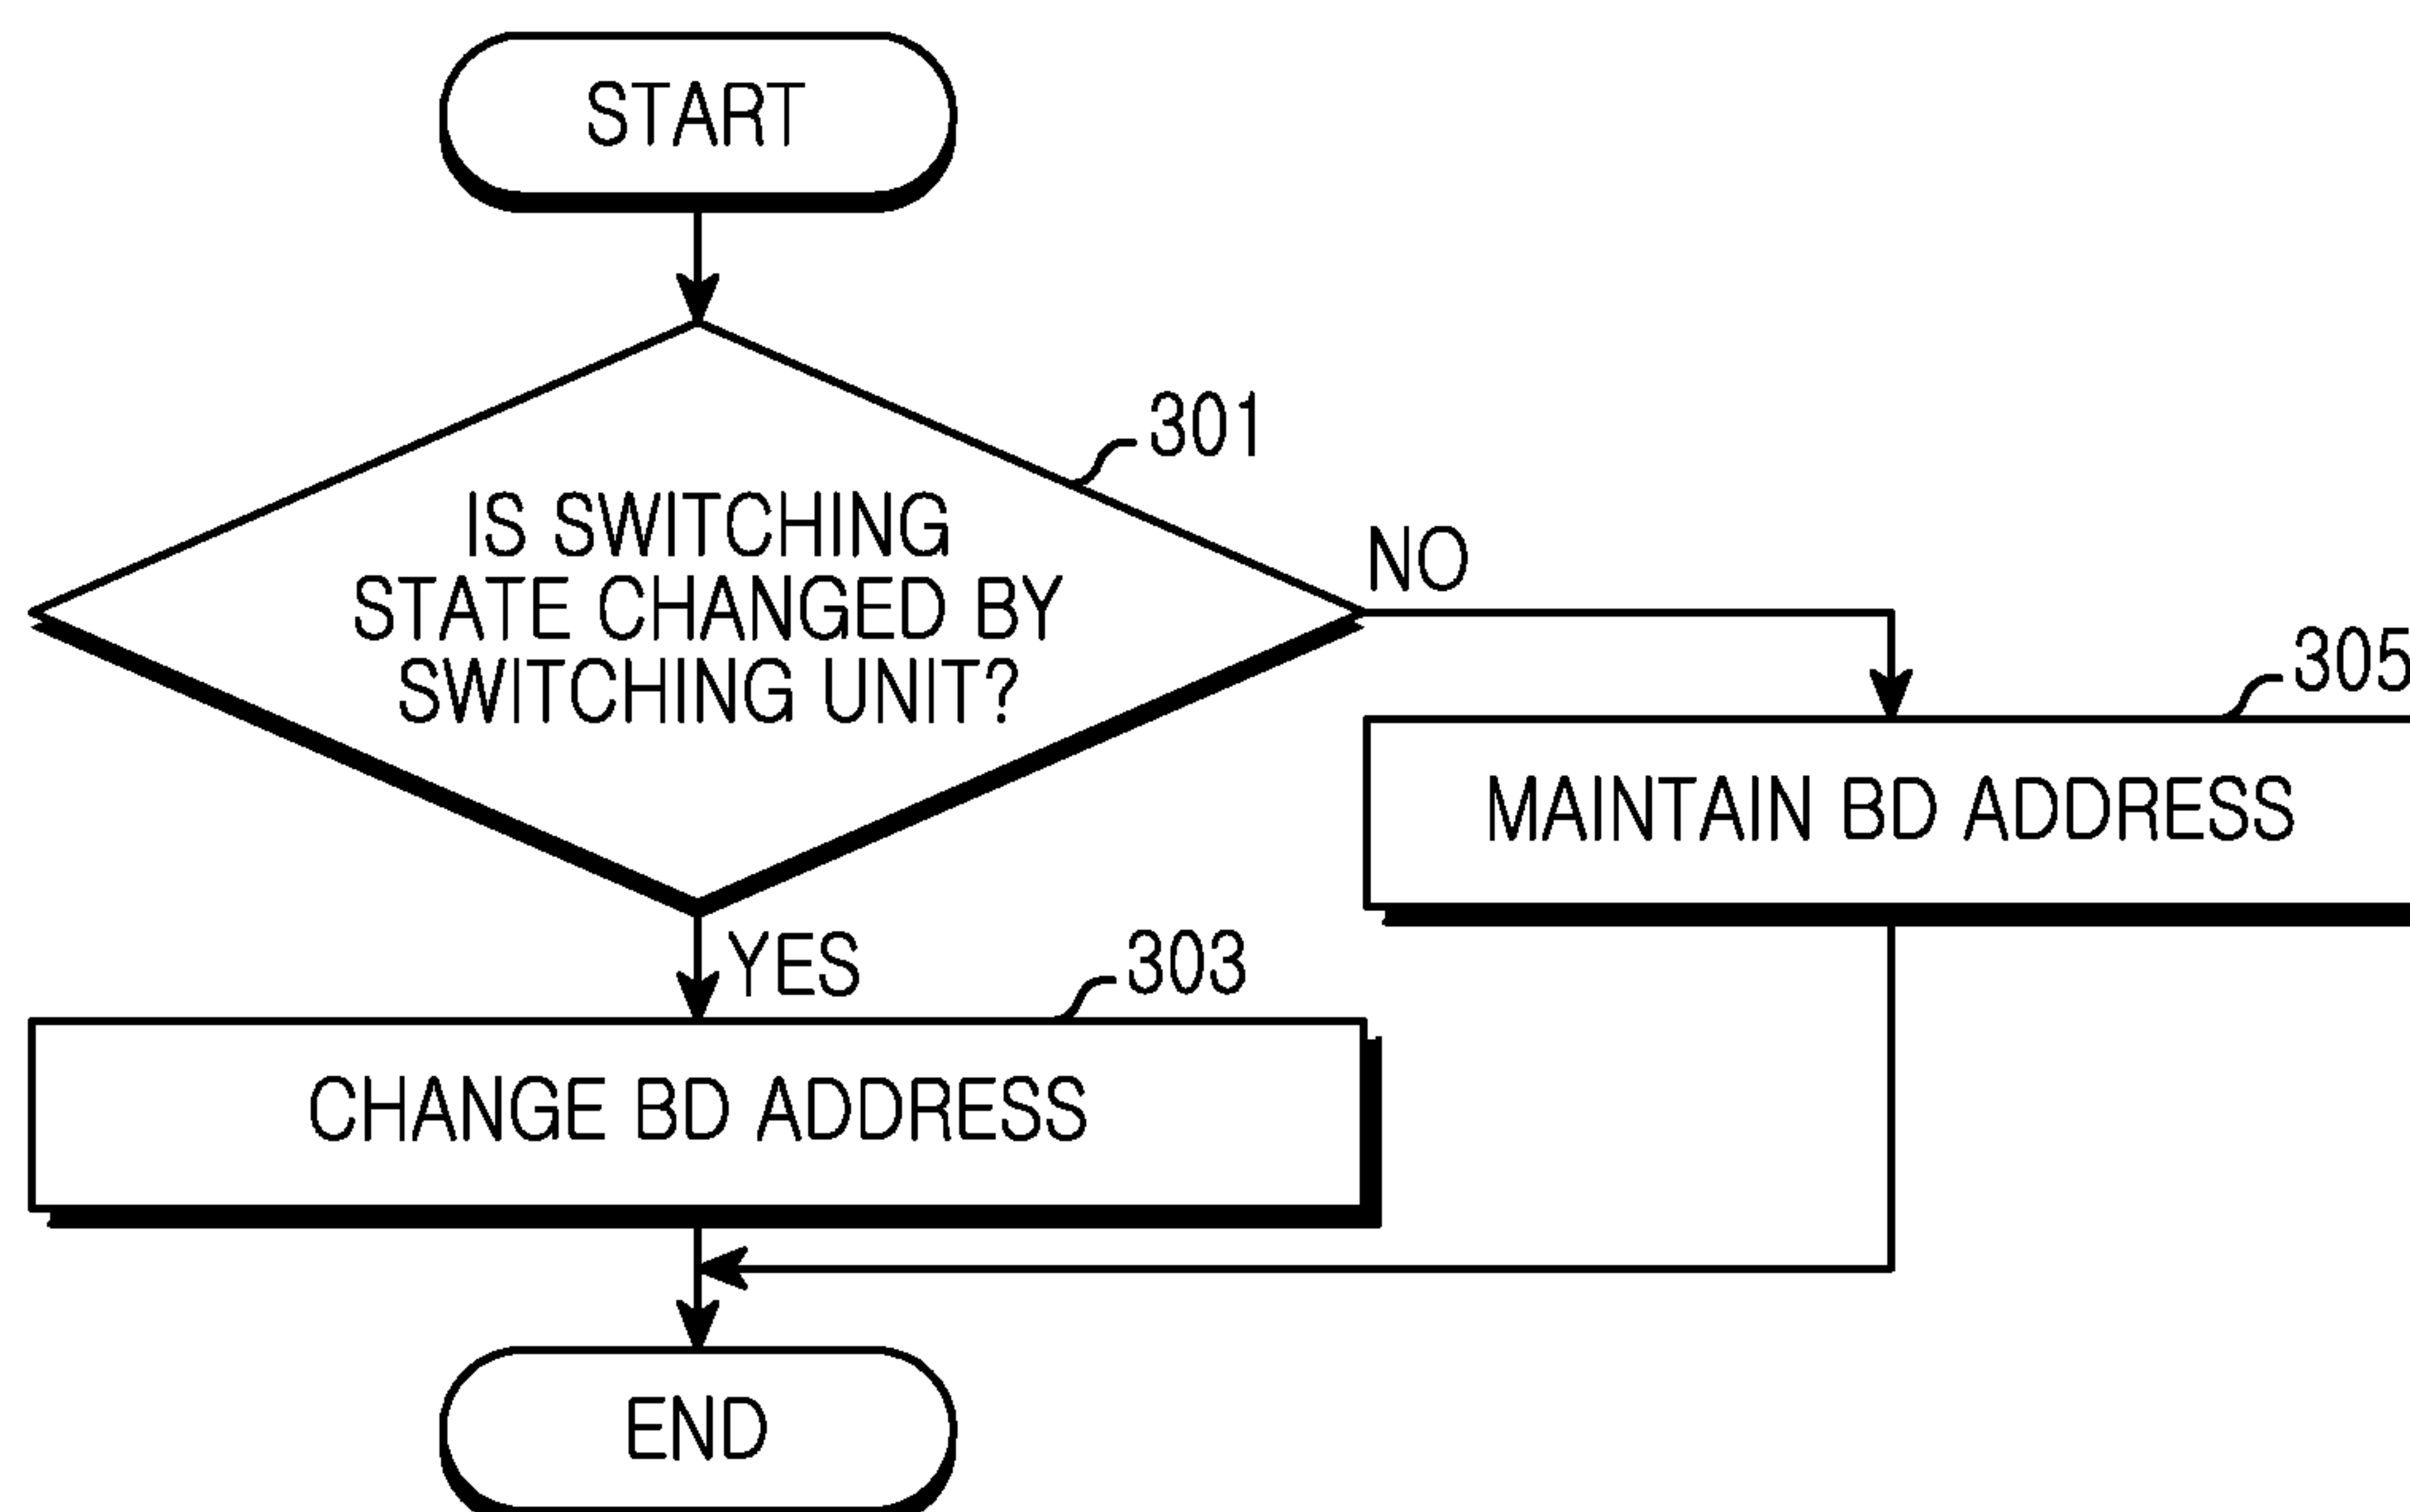 START
301
IS SWITCHING
STATE CHANGED BY
SWITCHING UNIT?
NO
305
MAINTAIN BD ADDRESS
YES
303
CHANGE BD ADDRESS
END